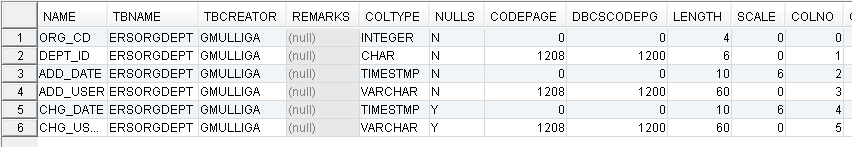 NAME TBNAME TBCREATOR REMARKS COLTYPE NULLS CODEPAGE DBCSCODEPG LENGTH SCALE COLNO
1 ORG_CD ERSORGDEPT GMULLIGA (null) INTEGER N 0 0 4 0 0
2 DEPT_ID ERSORGDEPT GMULLIGA (null) CHAR N 1208 1200 6 0 1
3 ADD_DATE ERSORGDEPT GMULLIGA (null) TIMESTMP N 0 0 10 6 2
4 ADD_USER ERSORGDEPT GMULLIGA (null) VARCHAR N 1208 1200 60 0 3
5 CHG_DATE ERSORGDEPT GMULLIGA (null) TIMESTMP Y 0 0 10 6 4
6 CHG_US... ERSORGDEPT GMULLIGA (null) VARCHAR Y 1208 1200 60 0 5